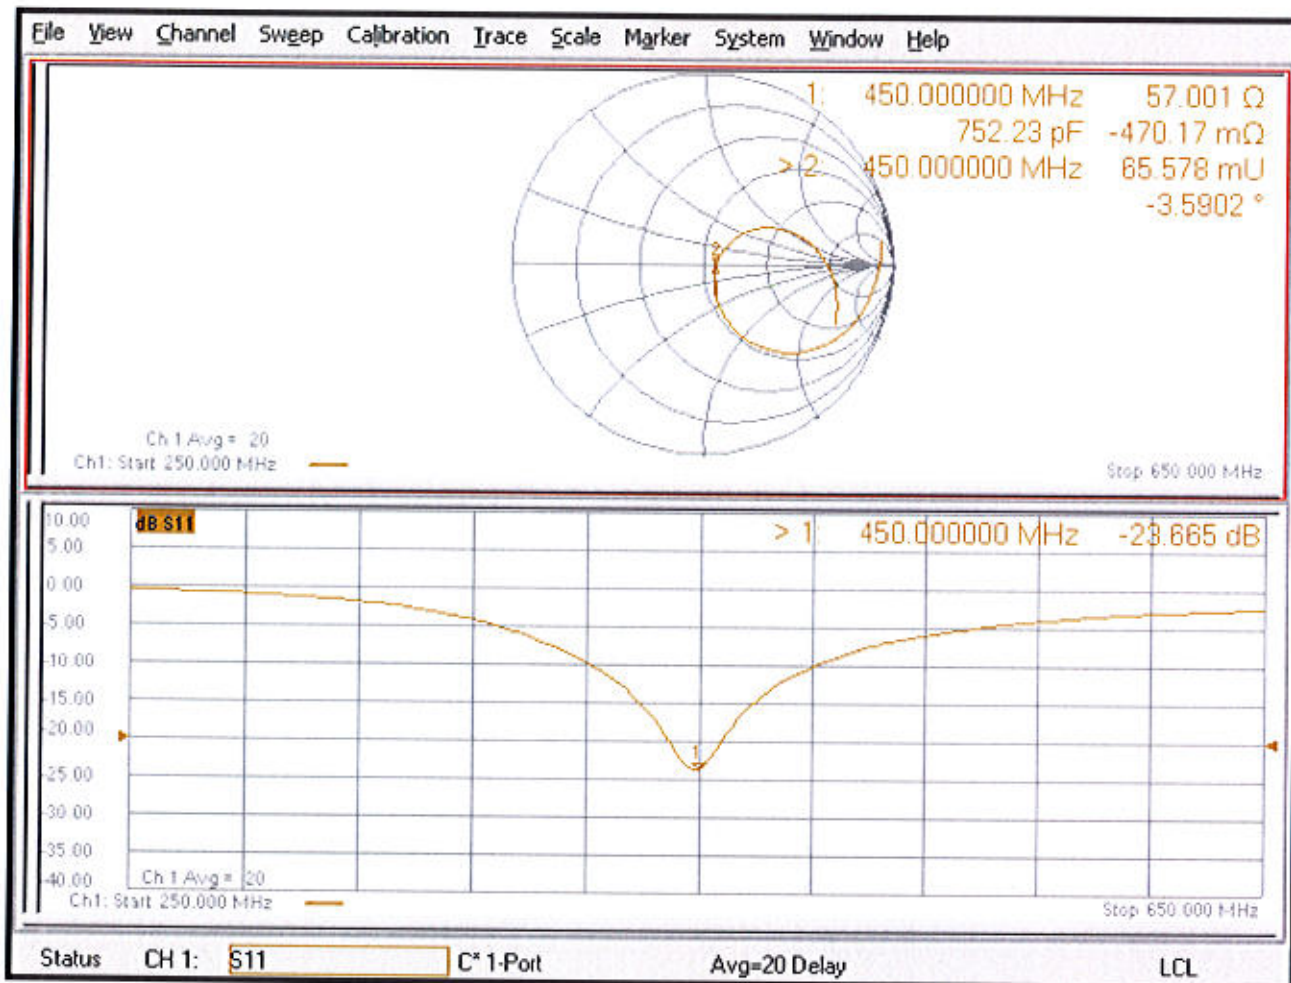 File View Channel Sweep Calibration Trace Scale Marker System Window Help
1: 450.000000 MHz 57.001 Ω
752.23 pF -470.17 mΩ
> 2: 450.000000 MHz 65.578 mU
-3.5902 °
2
Ch 1 Avg = 20
Ch1: Start 250.000 MHz
Stop 650.000 MHz
10.00
dB S11
> 1: 450.000000 MHz -23.665 dB
5.00
0.00
-5.00
-10.00
-15.00
-20.00
1
-25.00
-30.00
-35.00
-40.00
Ch 1 Avg = 20
Ch1: Start 250.000 MHz
Stop 650.000 MHz
Status CH 1: S11 C* 1-Port Avg=20 Delay LCL